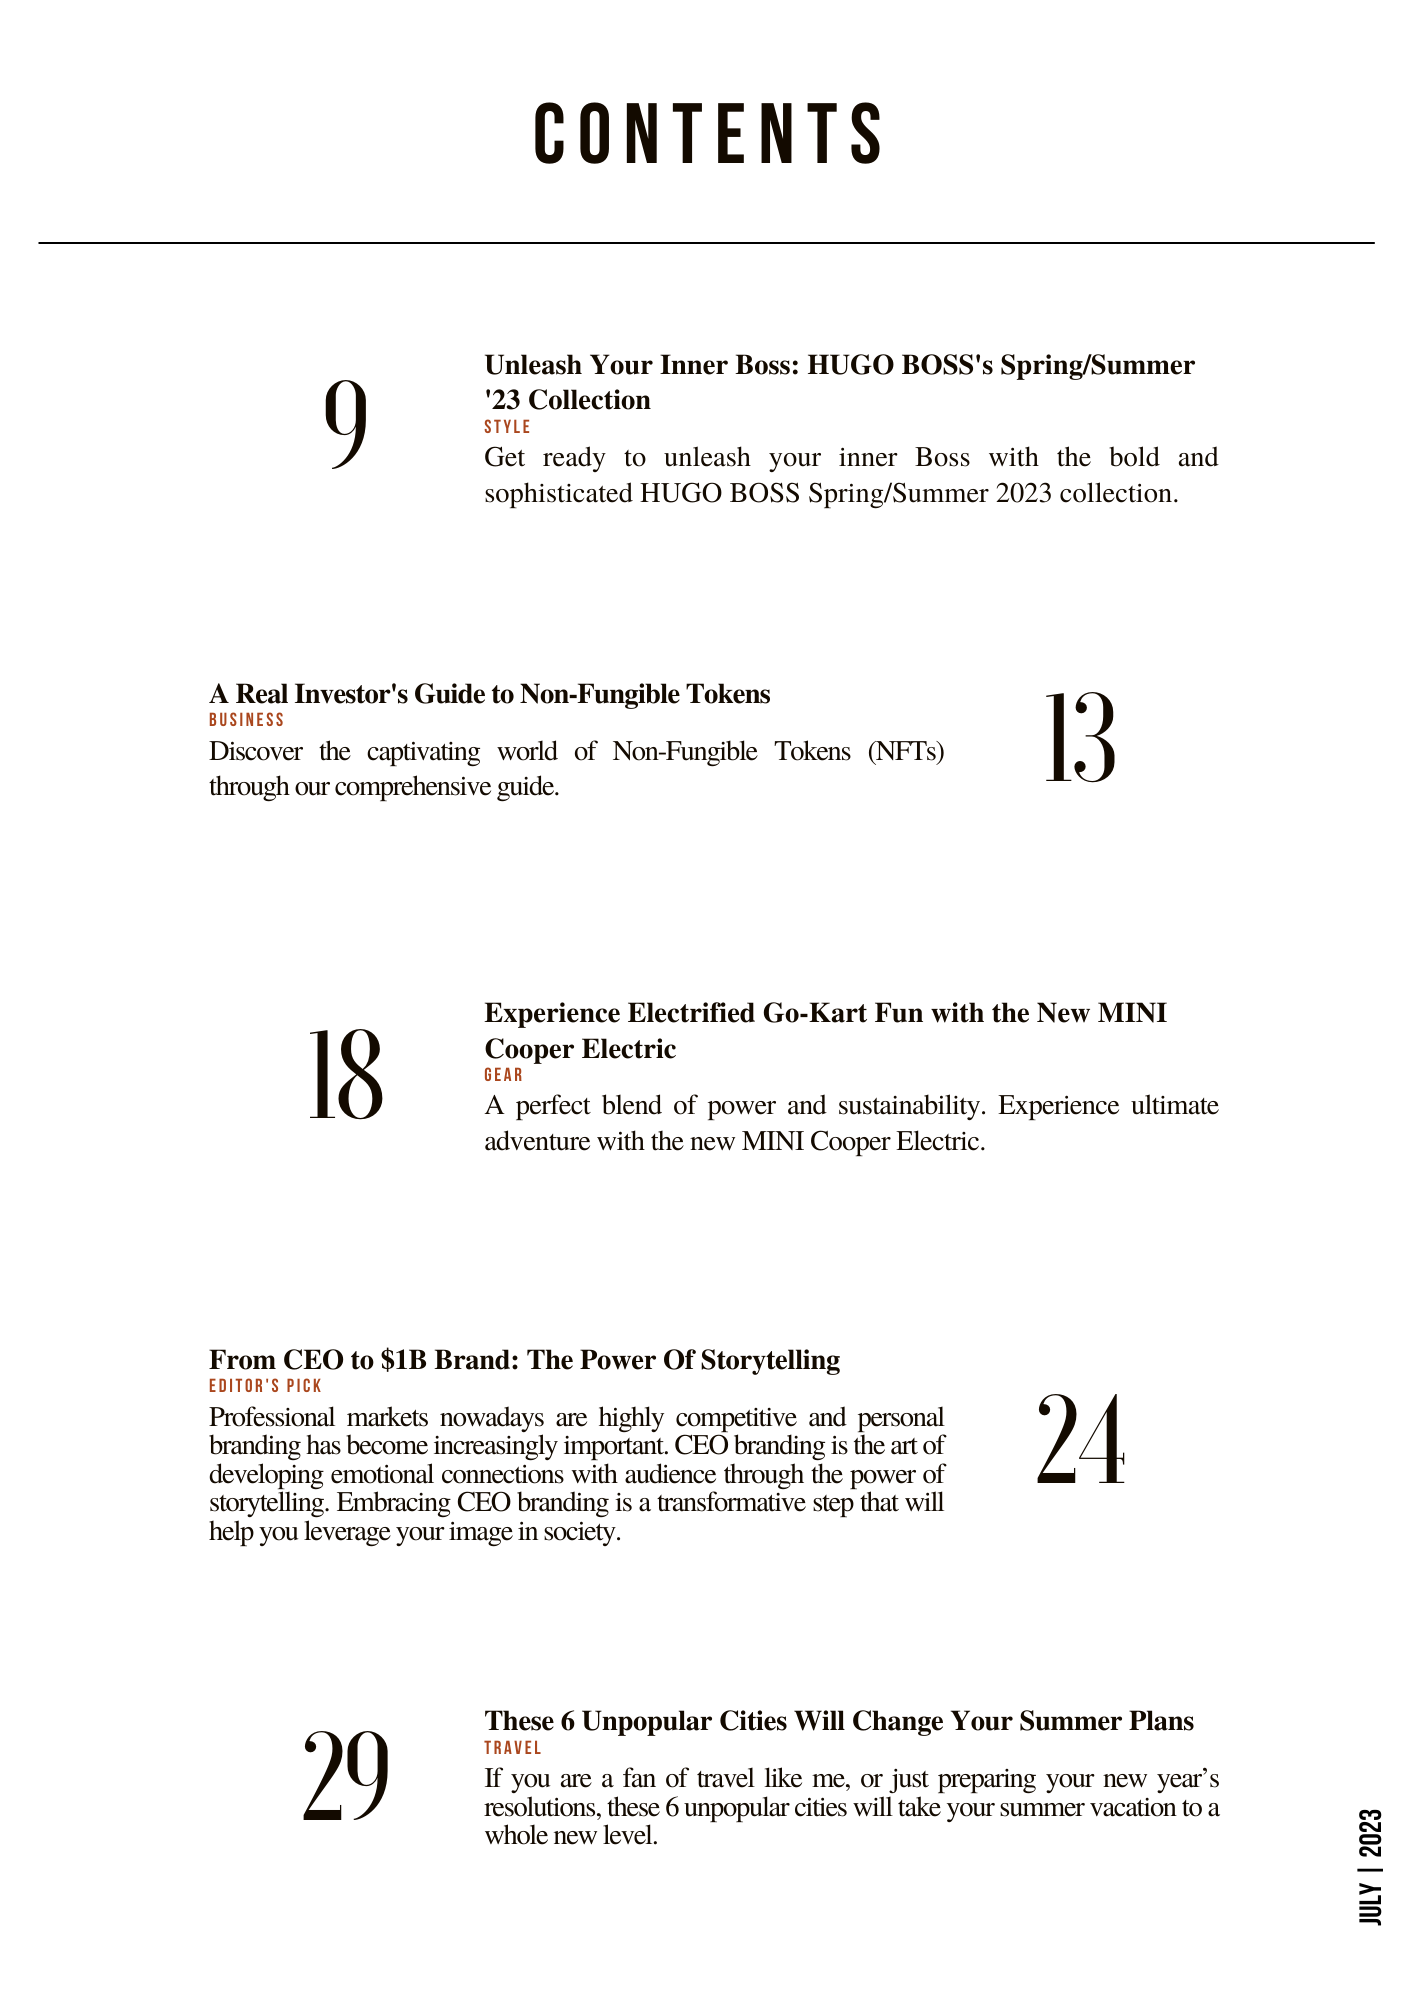 CONTENTS
9
Unleash Your Inner Boss: HUGO BOSS's Spring/Summer
'23 Collection
STYLE
Get ready to unleash your inner Boss with the bold and
sophisticated HUGO BOSS Spring/Summer 2023 collection.
A Real Investor's Guide to Non-Fungible Tokens
BUSINESS
Discover the captivating world of Non-Fungible Tokens (NFTs)
through our comprehensive guide.
13
18
Experience Electrified Go-Kart Fun with the New MINI
Cooper Electric
GEAR
A perfect blend of power and sustainability. Experience ultimate
adventure with the new MINI Cooper Electric.
From CEO to $1B Brand: The Power Of Storytelling
EDITOR'S PICK
Professional markets nowadays are highly competitive and personal
branding has become increasingly important. CEO branding is the art of
developing emotional connections with audience through the power of
storytelling. Embracing CEO branding is a transformative step that will
help you leverage your image in society.
24
29
These 6 Unpopular Cities Will Change Your Summer Plans
TRAVEL
If you are a fan of travel like me, or just preparing your new year’s
resolutions, these 6 unpopular cities will take your summer vacation to a
whole new level.
JULY | 2023